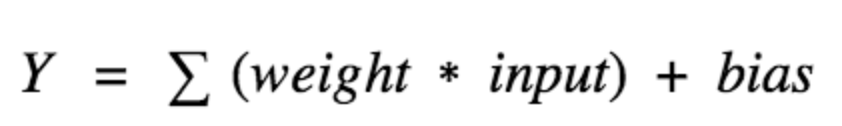 Y = ∑ (weight * input) + bias